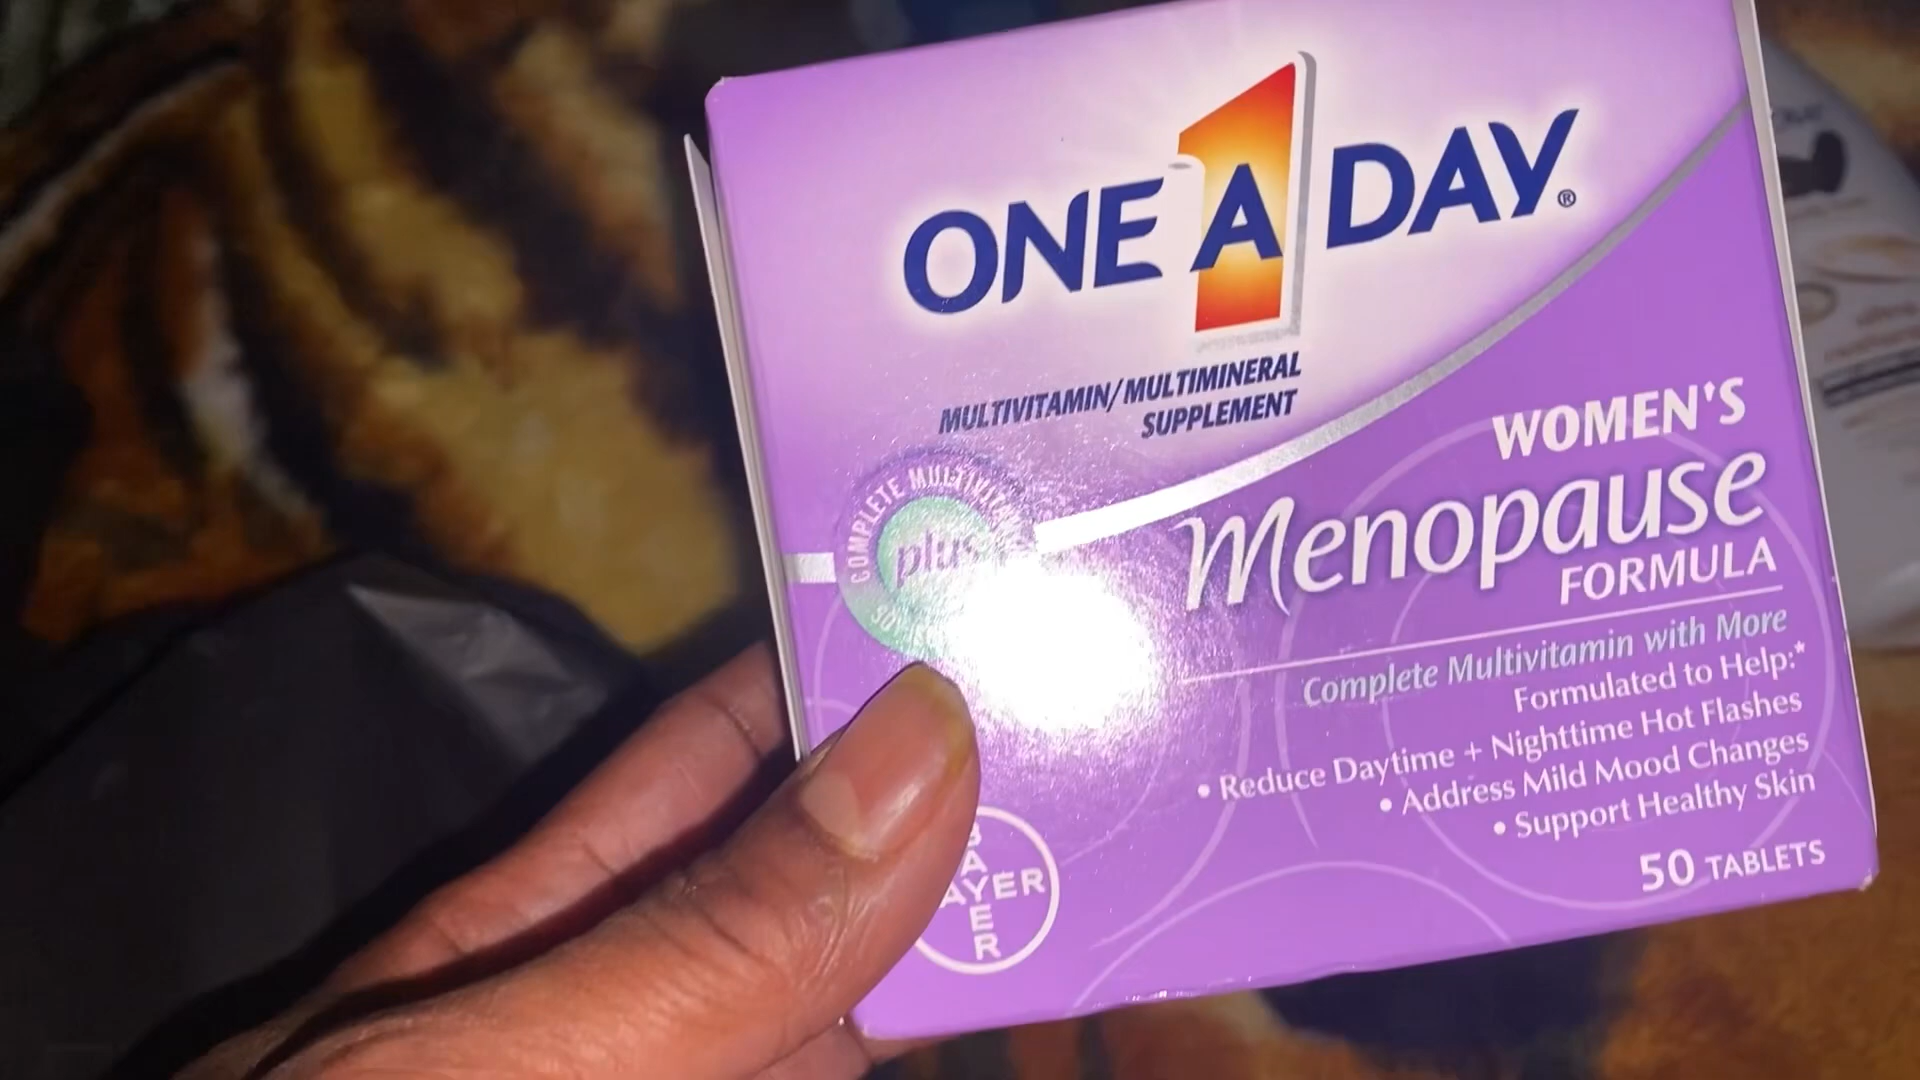 ONE A DAY®
MULTIVITAMIN/MULTIMINERAL
SUPPLEMENT
COMPLETE
plus
WOMEN'S
Menopause
FORMULA
Complete Multivitamin with More
Formulated to Help:*
• Reduce Daytime + Nighttime Hot Flashes
• Address Mild Mood Changes
• Support Healthy Skin
50 TABLETS
BAYER